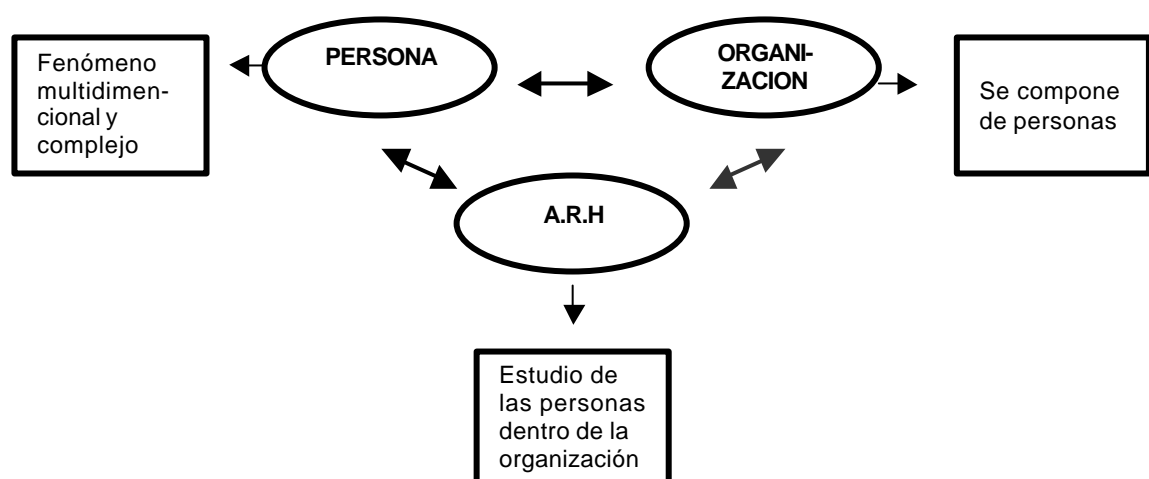 PERSONA
ORGANI-
ZACION
Fenómeno
multidimen-
cional y
complejo
Se compone
de personas
A.R.H
Estudio de
las personas
dentro de la
organización